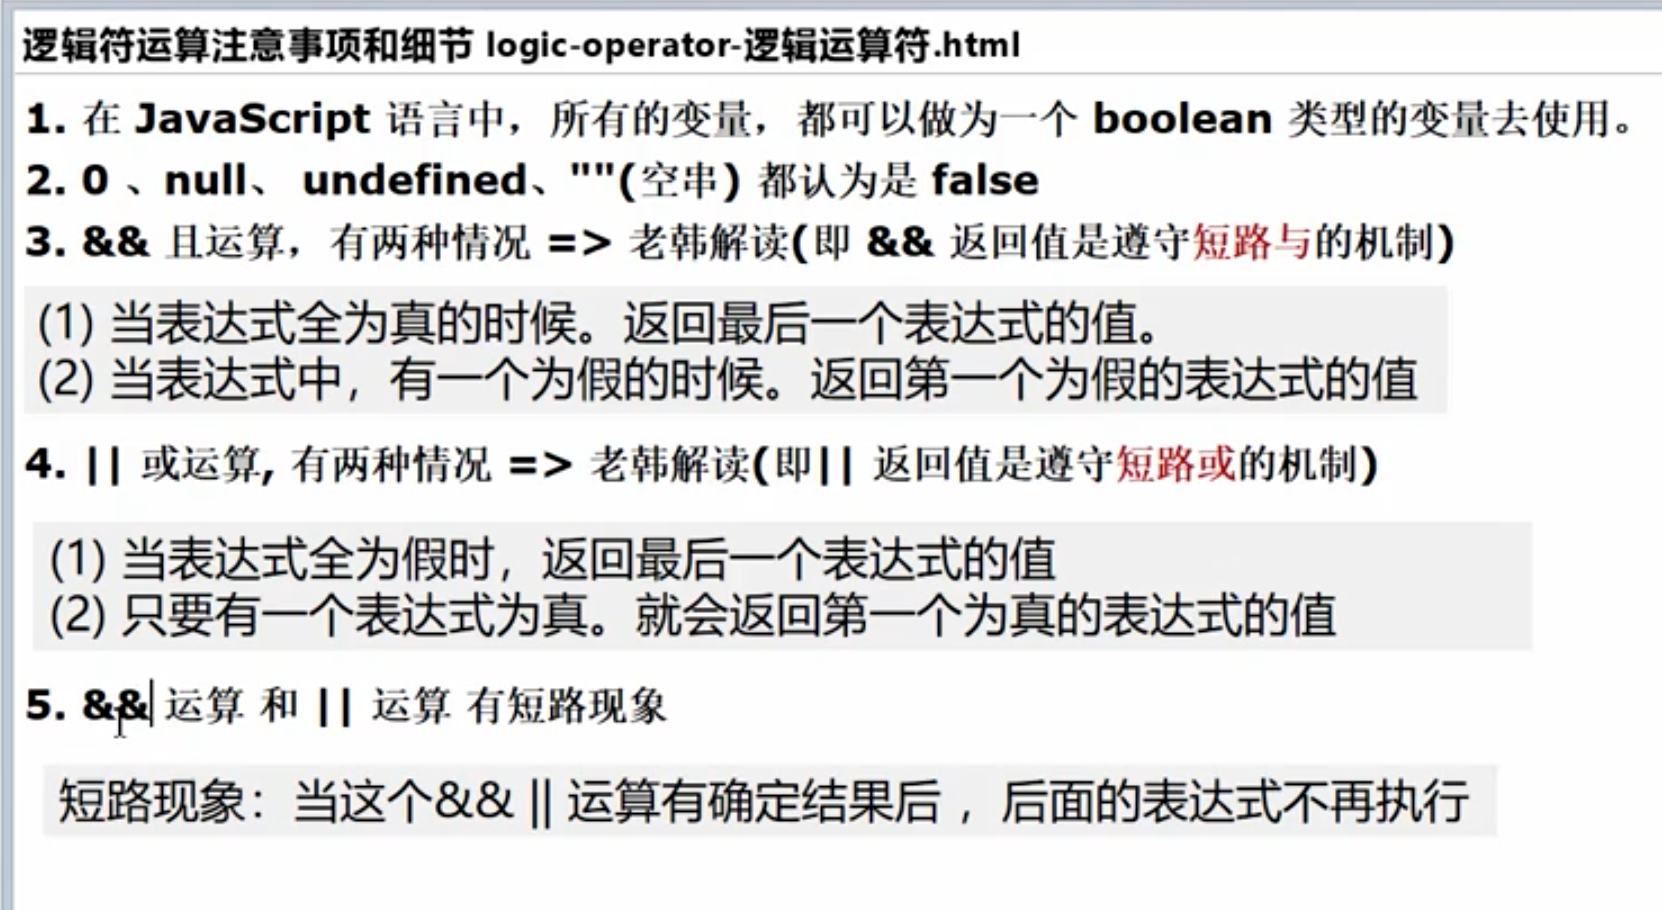 逻辑符运算注意事项和细节 logic-operator-逻辑运算符.html
1. 在 JavaScript 语言中，所有的变量，都可以做为一个 boolean 类型的变量去使用。
2. 0 、null、 undefined、""(空串) 都认为是 false
3. && 且运算，有两种情况 => 老韩解读(即 && 返回值是遵守短路与的机制)
(1) 当表达式全为真的时候。返回最后一个表达式的值。
(2) 当表达式中，有一个为假的时候。返回第一个为假的表达式的值
4. || 或运算, 有两种情况 => 老韩解读(即|| 返回值是遵守短路或的机制)
(1) 当表达式全为假时，返回最后一个表达式的值
(2) 只要有一个表达式为真。就会返回第一个为真的表达式的值
5. && 运算 和 || 运算 有短路现象
短路现象：当这个&& || 运算有确定结果后 ，后面的表达式不再执行